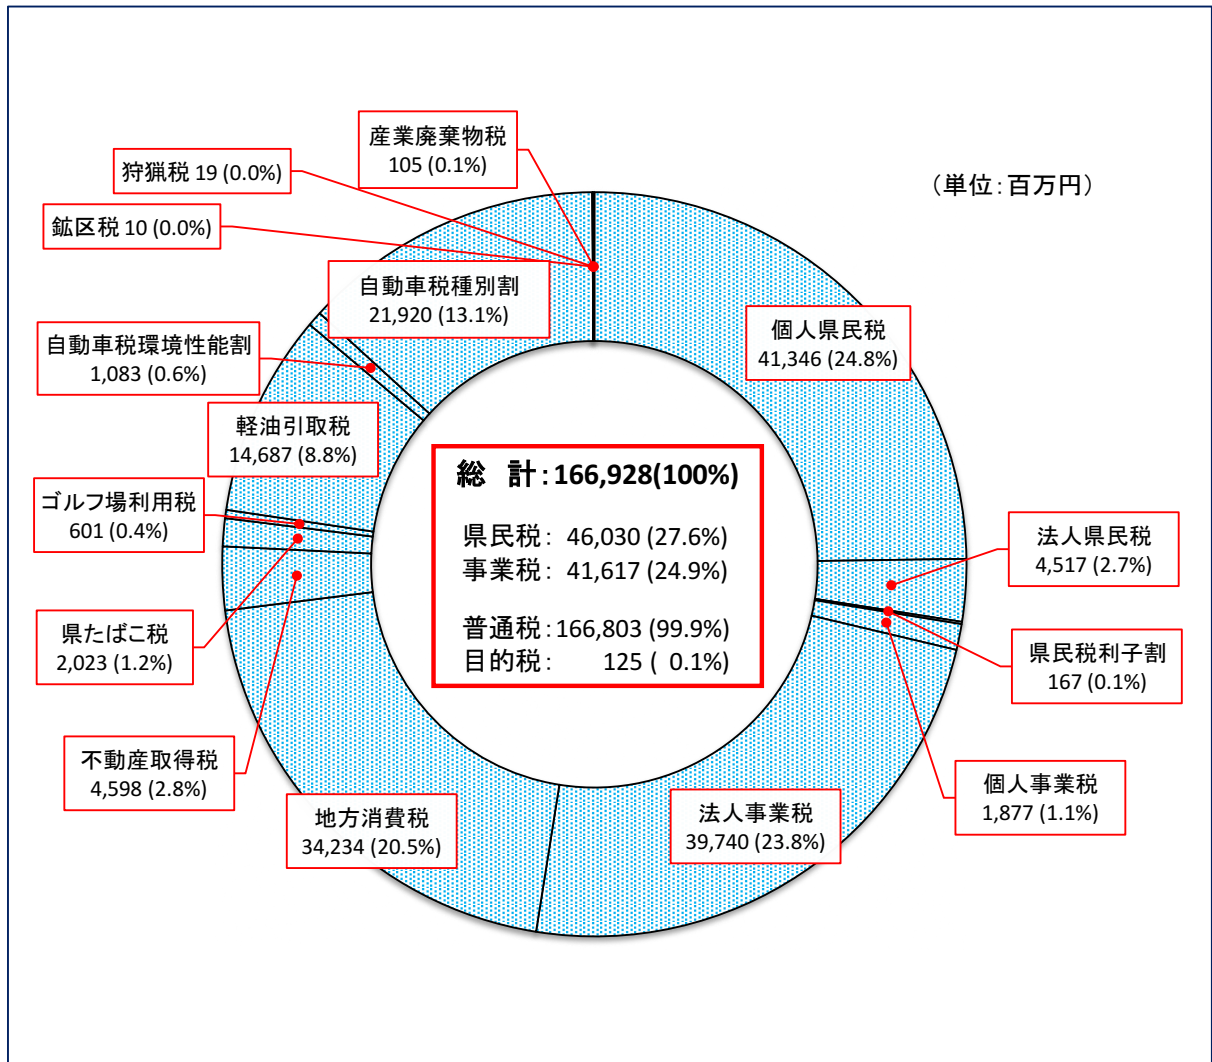 産業廃棄物税
105 (0.1%)
狩猟税 19 (0.0%)
(単位:百万円)
鉱区税 10 (0.0%)
自動車税種別割
21,920 (13.1%)
個人県民税
41,346 (24.8%)
自動車税環境性能割
1,083 (0.6%)
軽油引取税
14,687 (8.8%)
総 計:166,928(100%)
県民税: 46,030 (27.6%)
事業税: 41,617 (24.9%)
普通税:166,803 (99.9%)
目的税: 125 ( 0.1%)
ゴルフ場利用税
601 (0.4%)
法人県民税
4,517 (2.7%)
県たばこ税
2,023 (1.2%)
県民税利子割
167 (0.1%)
不動産取得税
4,598 (2.8%)
個人事業税
1,877 (1.1%)
地方消費税
34,234 (20.5%)
法人事業税
39,740 (23.8%)